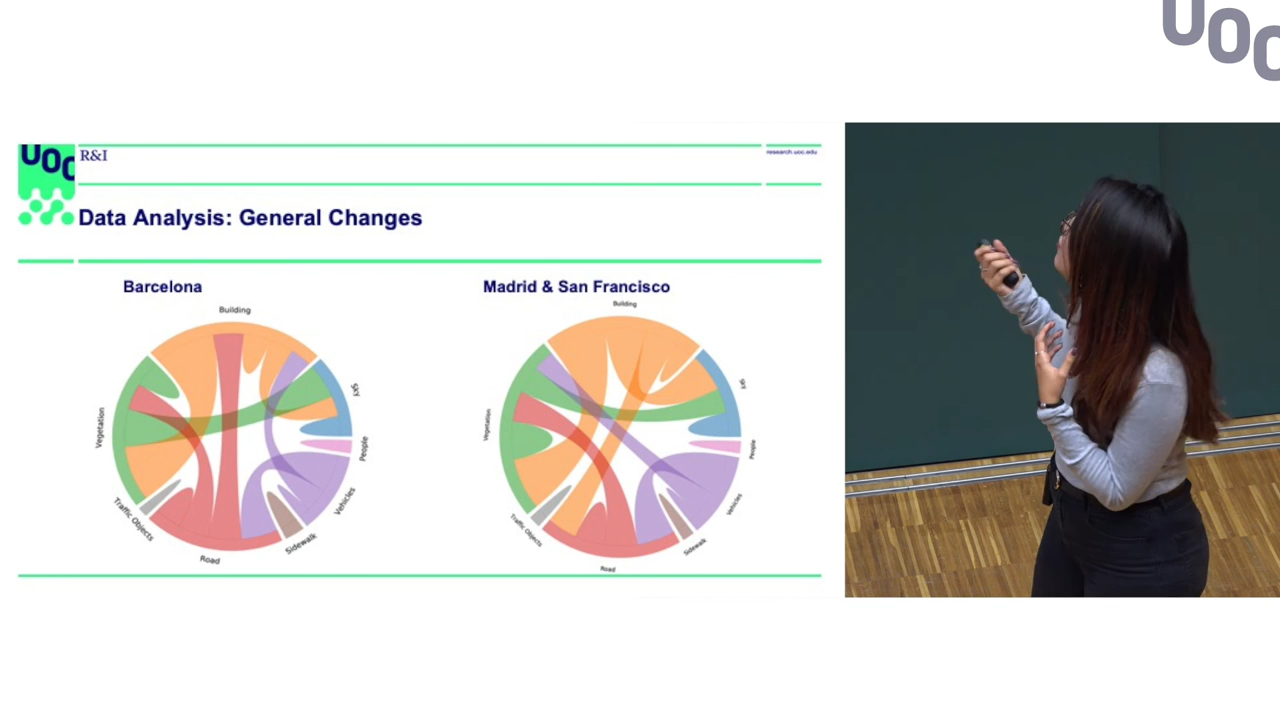 UOC
UOC
R&I
research.uoc.edu
Data Analysis: General Changes
Barcelona
Building
Sky
People
Vehicles
Sidewalk
Road
Traffic Objects
Vegetation
Madrid & San Francisco
Building
Sky
People
Vehicles
Sidewalk
Road
Traffic Objects
Vegetation